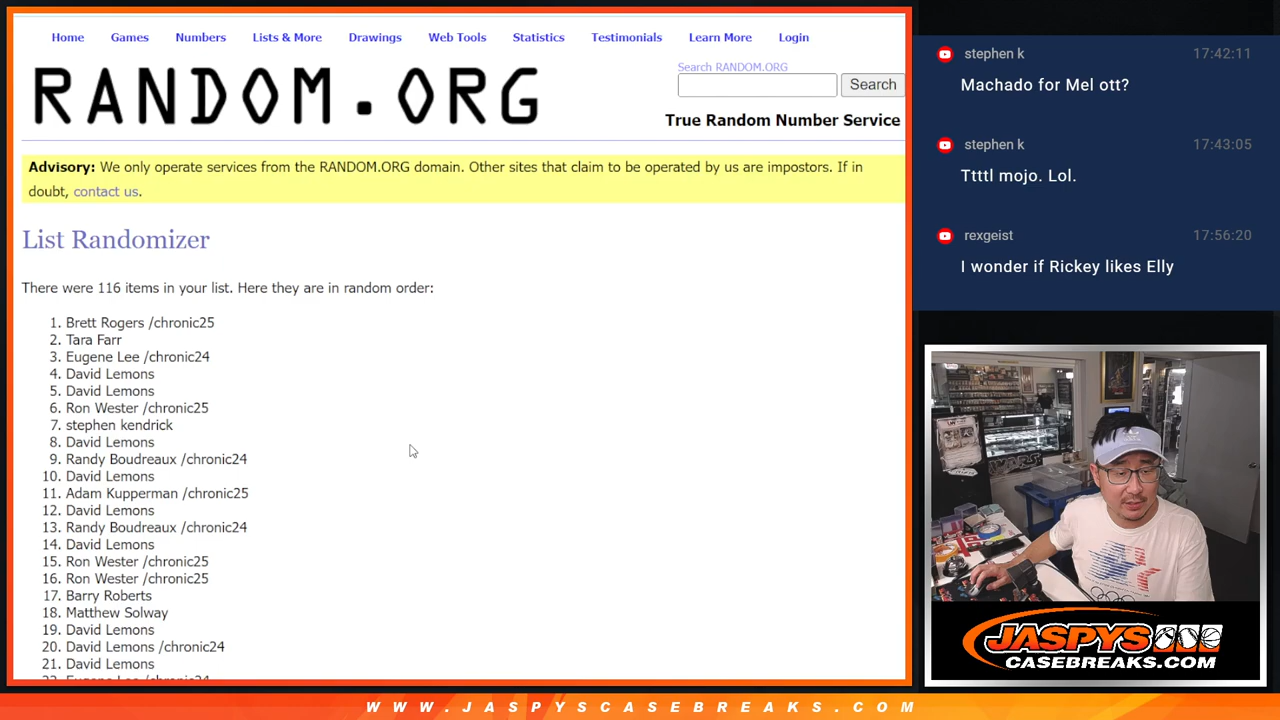 Home Games Numbers Lists & More Drawings Web Tools Statistics Testimonials Learn More Login
RANDOM.ORG
Search RANDOM.ORG
Search
True Random Number Service
Advisory: We only operate services from the RANDOM.ORG domain. Other sites that claim to be operated by us are impostors. If in
doubt, contact us.
List Randomizer
There were 116 items in your list. Here they are in random order:
1. Brett Rogers /chronic25
2. Tara Farr
3. Eugene Lee /chronic24
4. David Lemons
5. David Lemons
6. Ron Wester /chronic25
7. stephen kendrick
8. David Lemons
9. Randy Boudreaux /chronic24
10. David Lemons
11. Adam Kupperman /chronic25
12. David Lemons
13. Randy Boudreaux /chronic24
14. David Lemons
15. Ron Wester /chronic25
16. Ron Wester /chronic25
17. Barry Roberts
18. Matthew Solway
19. David Lemons
20. David Lemons /chronic24
21. David Lemons
22. Eugene Lee /chronic24
stephen k 17:42:11
Machado for Mel ott?
stephen k 17:43:05
Ttttl mojo. Lol.
rexgeist 17:56:20
I wonder if Rickey likes Elly
JASPYS
CASEBREAKS.COM
WWW.JASPYSCASEBREAKS.COM